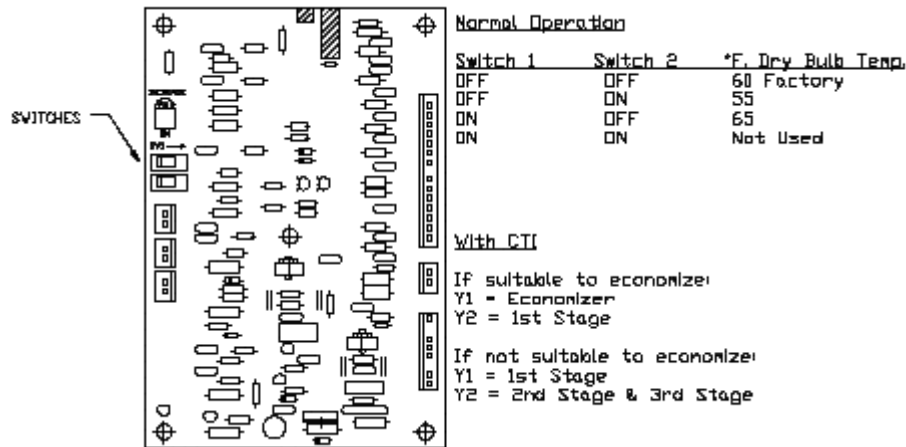 Normal Operation
Switch 1 Switch 2 °F. Dry Bulb Temp.
OFF OFF 60 Factory
OFF ON 55
ON OFF 65
ON ON Not Used
SWITCHES
With CTI
If suitable to economize:
Y1 = Economizer
Y2 = 1st Stage
If not suitable to economize:
Y1 = 1st Stage
Y2 = 2nd Stage & 3rd Stage